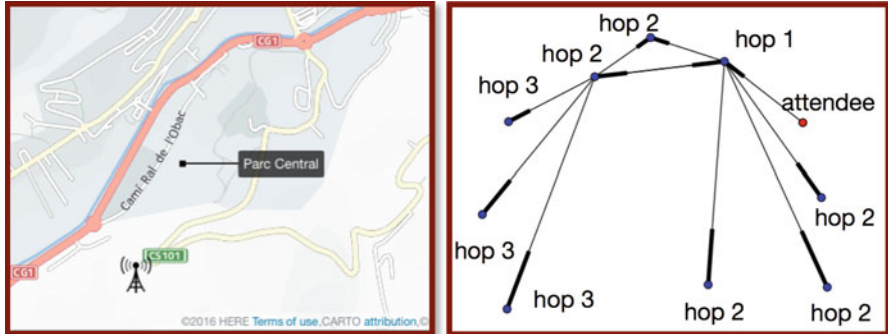 CG1
Camí Ral de l'Obac
Parc Central
CS101
CG1
©2016 HERE Terms of use,CARTO attribution,©
hop 2
hop 2
hop 1
hop 3
attendee
hop 3
hop 2
hop 3
hop 2
hop 2